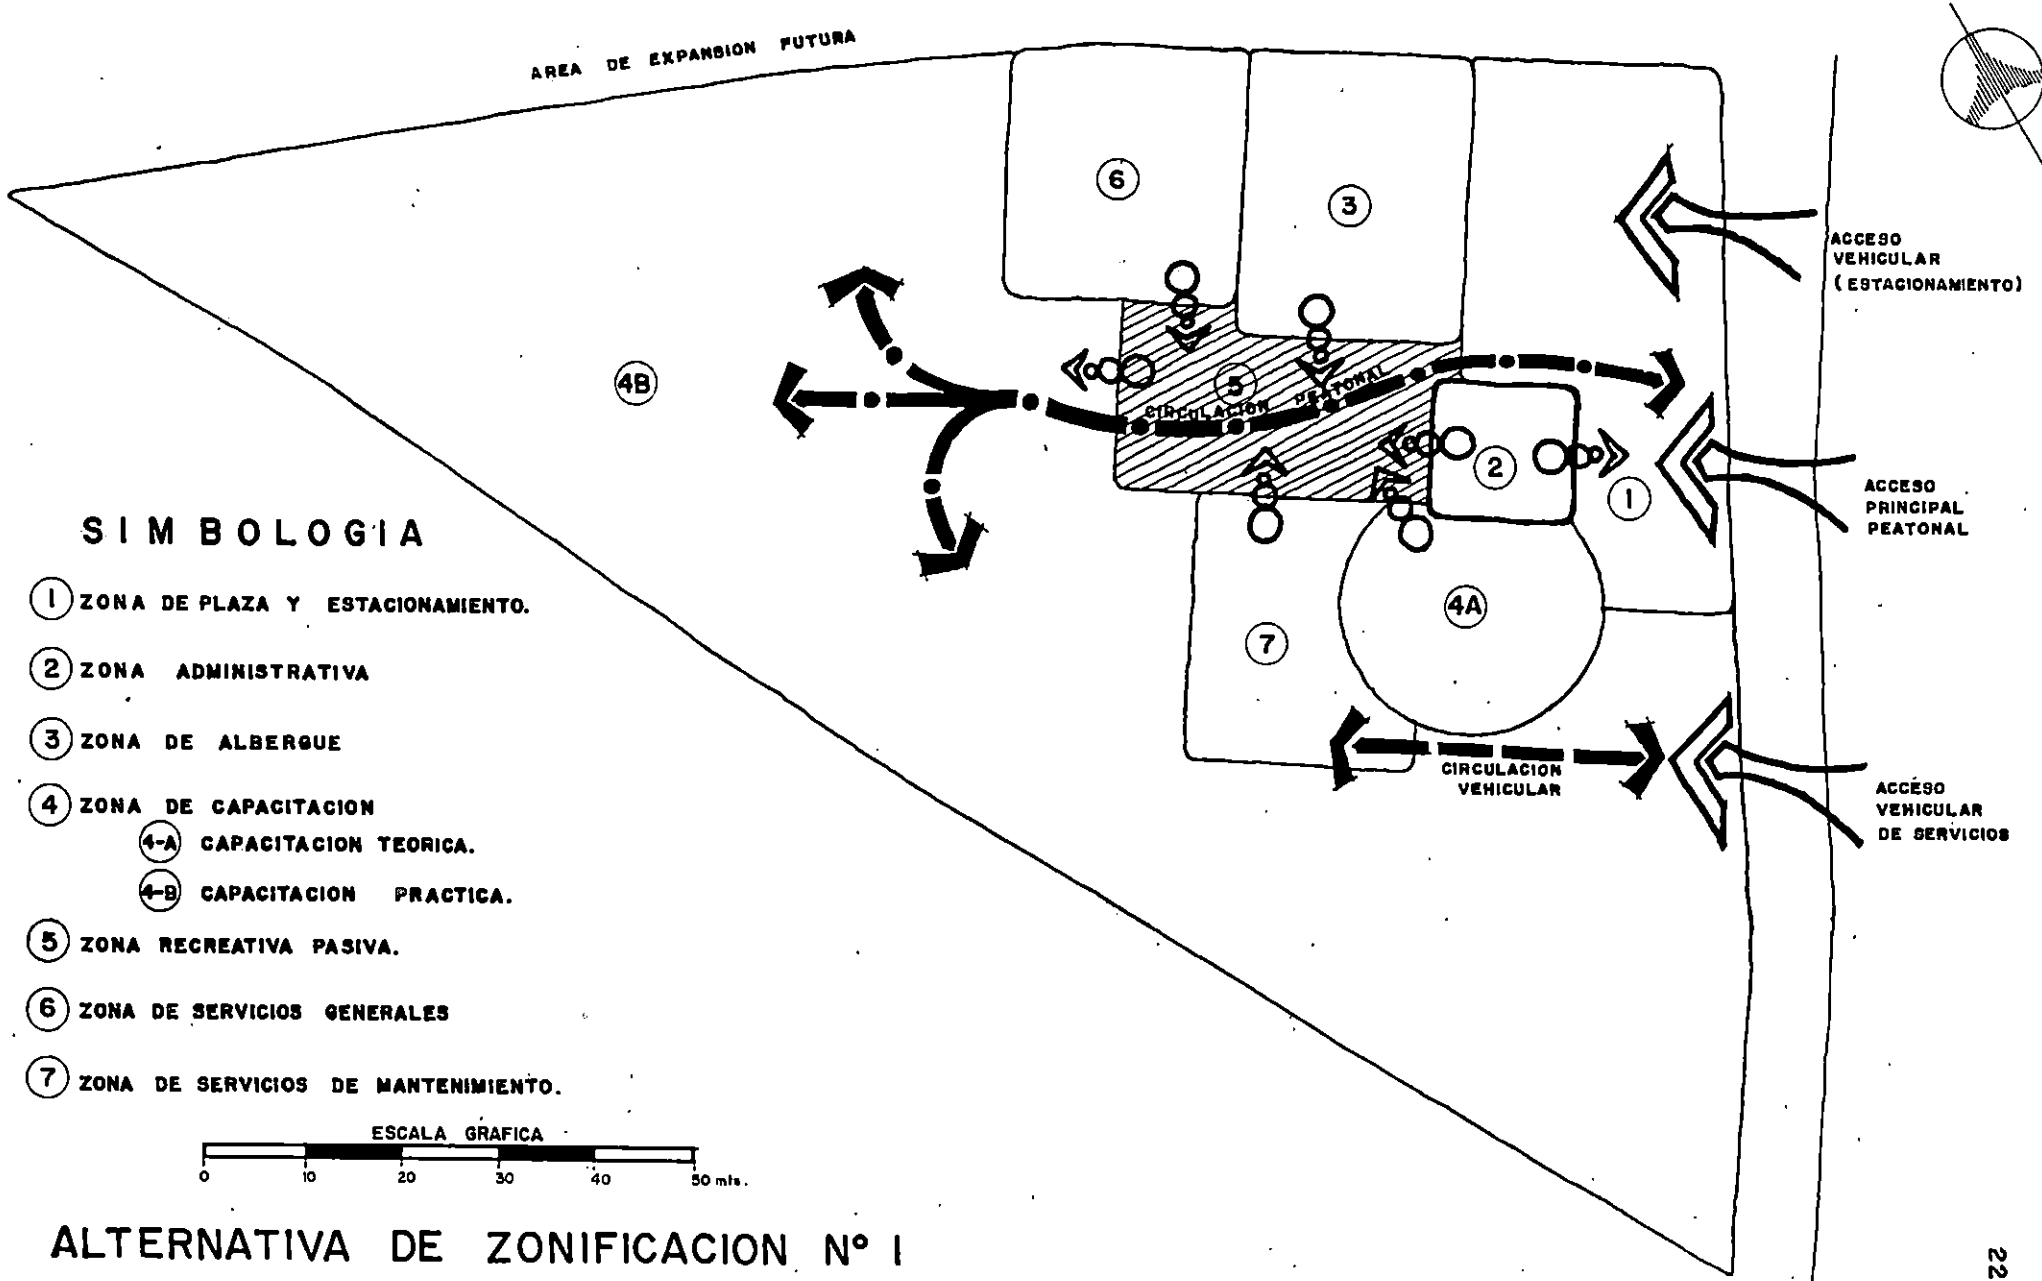 AREA DE EXPANSION FUTURA
6
3
ACCESO
VEHICULAR
(ESTACIONAMIENTO)
4B
5
CIRCULACION PEATONAL
2
1
ACCESO
PRINCIPAL
PEATONAL
4A
7
CIRCULACION
VEHICULAR
ACCESO
VEHICULAR
DE SERVICIOS
SIMBOLOGIA
1 ZONA DE PLAZA Y ESTACIONAMIENTO.
2 ZONA ADMINISTRATIVA
3 ZONA DE ALBERGUE
4 ZONA DE CAPACITACION
4-A CAPACITACION TEORICA.
4-B CAPACITACION PRACTICA.
5 ZONA RECREATIVA PASIVA.
6 ZONA DE SERVICIOS GENERALES
7 ZONA DE SERVICIOS DE MANTENIMIENTO.
ESCALA GRAFICA
0 10 20 30 40 50 mts.
ALTERNATIVA DE ZONIFICACION Nº 1
22